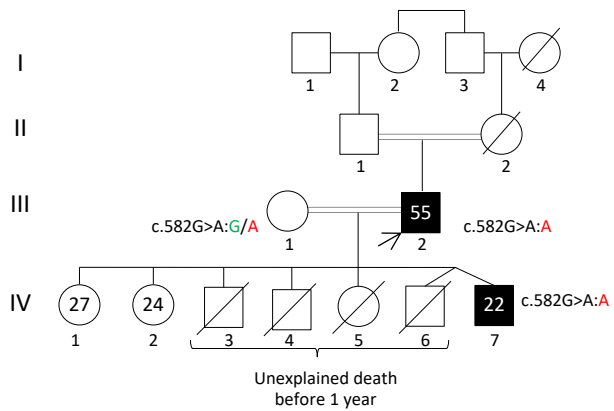 I
1 2 3 4
II
1 2
III
55
c.582G>A:G/A
c.582G>A:A
1 2
IV
27 24 22
c.582G>A:A
1 2 3 4 5 6 7
Unexplained death
before 1 year